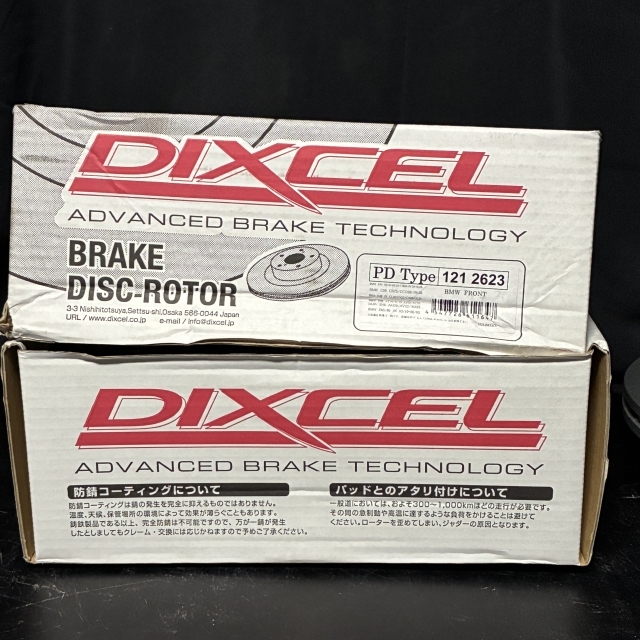 DIXCEL
ADVANCED BRAKE TECHNOLOGY
BRAKE
DISC-ROTOR
3-3 Nishihitotsuya,Settsu-shi,Osaka 566-0044 Japan
URL / www.dixcel.co.jp e-mail / info@dixcel.co.jp
PD Type 121 2623
BMW FRONT
DIXCEL
ADVANCED BRAKE TECHNOLOGY
防錆コーティングについて
防錆コーティングは錆の発生を完全に抑えるものではありません。
温度、天候、保管場所の環境によって効果が薄らぐこともあります。
鋳鉄製品である以上、完全防錆は不可能ですので、万が一錆が発生
したとしましてもクレーム・交換には応じかねますので予めご了承ください。
パッドとのアタリ付けについて
一般道においては、およそ300～1,000kmほどの走行が必要です。
その間の急制動や高温に達するような負荷をかけることは避けて
ください。ローターを歪めてしまい、ジャダーの原因となります。